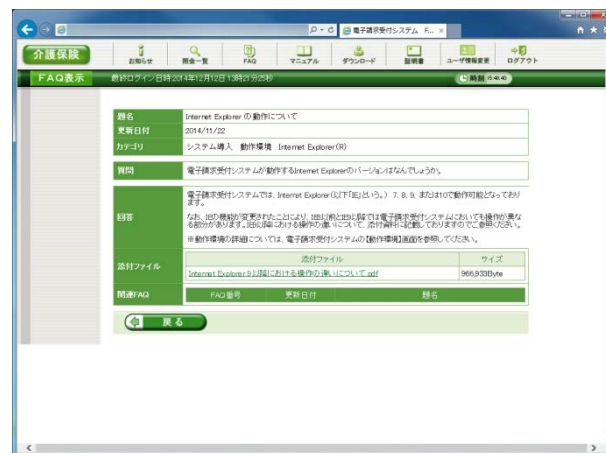 電子請求受付システム F...
介護保険
お知らせ
照会一覧
FAQ
マニュアル
ダウンロード
証明書
ユーザ情報変更
ログアウト
FAQ表示
最終ログイン日時:2014年12月12日 13時21分25秒
時刻 15:40:40
題名 Internet Explorer の動作について
更新日付 2014/11/22
カテゴリ システム導入 動作環境 Internet Explorer(R)
質問 電子請求受付システムが動作するInternet Explorerのバージョンはなんでしょうか。
回答
電子請求受付システムでは、Internet Explorer(以下「IE」という。) 7、8、9、または10で動作可能となっており
ます。
なお、IEの機能が変更されたことにより、IE8以前とIE9以降では電子請求受付システムにおいても操作が異な
る部分があります。IE9以降における操作の違いについて、添付資料に記載しておりますのでご参照ください。
※動作環境の詳細については、電子請求受付システムの【動作環境】画面を参照してください。
添付ファイル
添付ファイル サイズ
Internet Explorer 9以降における操作の違いについて.pdf 966,933Byte
関連FAQ FAQ番号 更新日付 題名
戻る